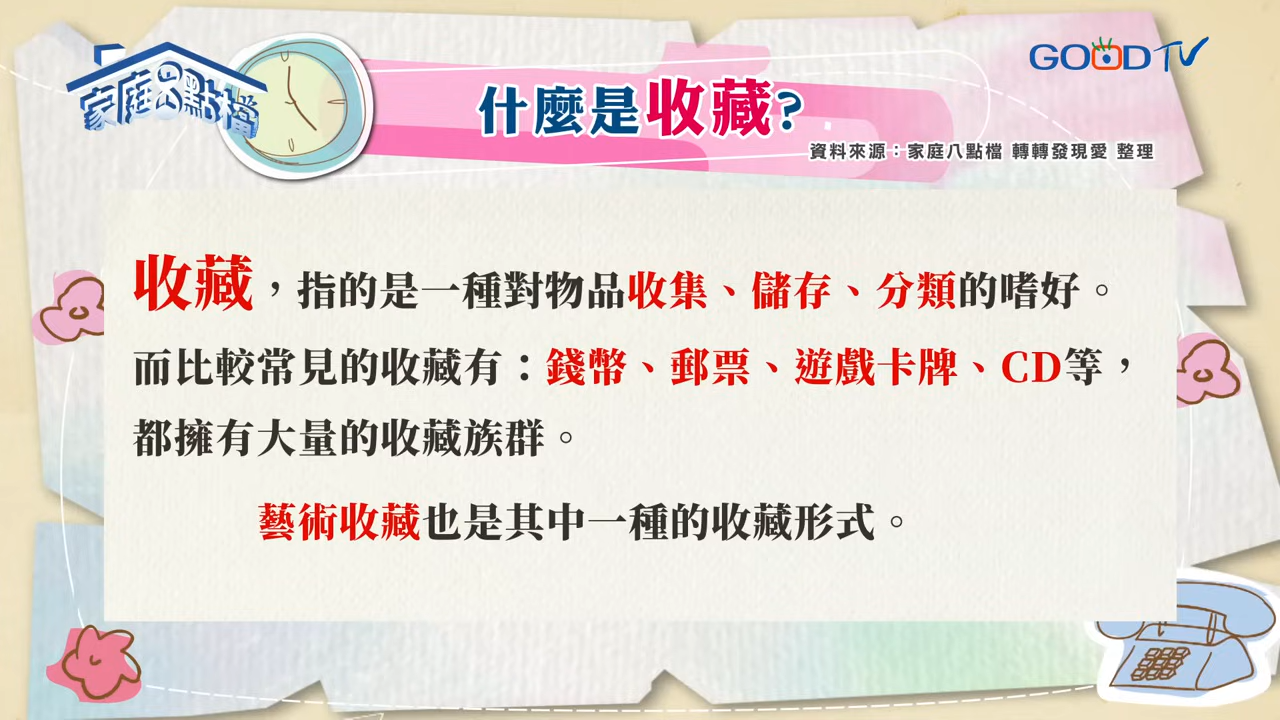 家庭8點檔
GOODTV
什麼是收藏?
資料來源：家庭八點檔 轉轉發現愛 整理
收藏，指的是一種對物品收集、儲存、分類的嗜好。
而比較常見的收藏有：錢幣、郵票、遊戲卡牌、CD等，
都擁有大量的收藏族群。
藝術收藏也是其中一種的收藏形式。